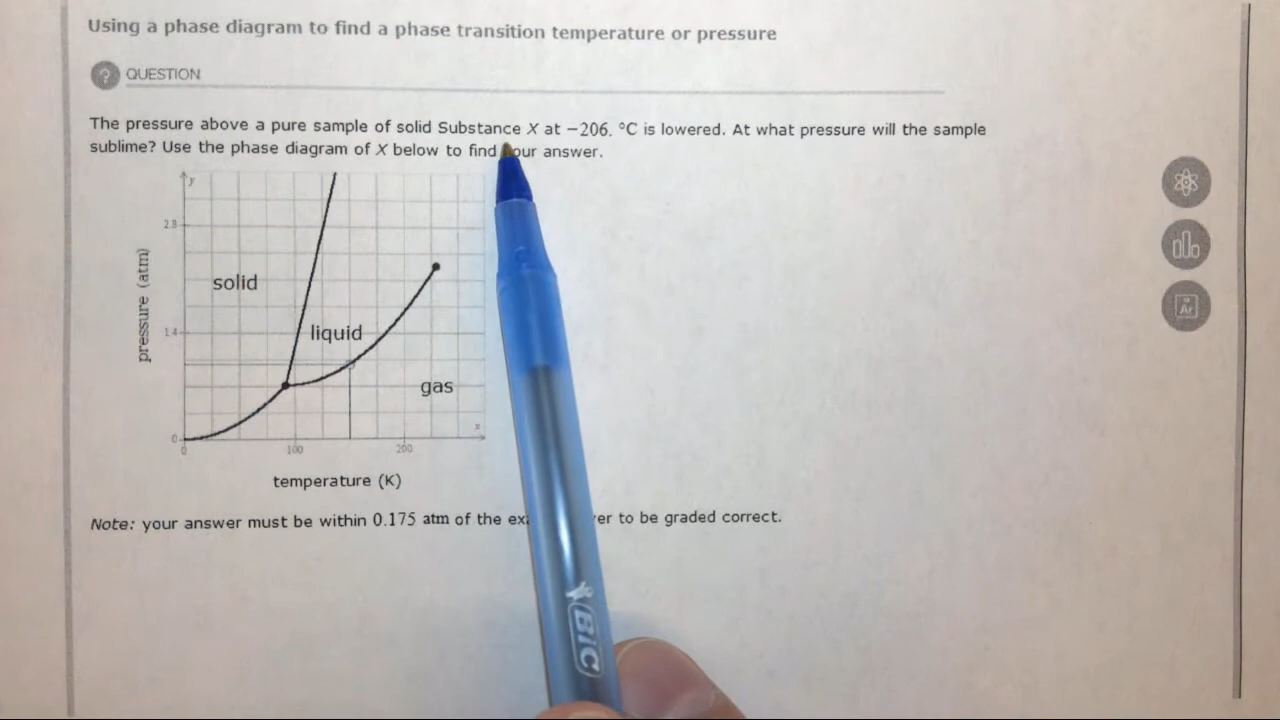 Using a phase diagram to find a phase transition temperature or pressure
? QUESTION
The pressure above a pure sample of solid Substance X at −206. °C is lowered. At what pressure will the sample
sublime? Use the phase diagram of X below to find your answer.
y
2.8
solid
pressure (atm)
liquid
1.4
gas
x
0
0 100 200
temperature (K)
Note: your answer must be within 0.175 atm of the er to be graded correct.
Ar
BIC